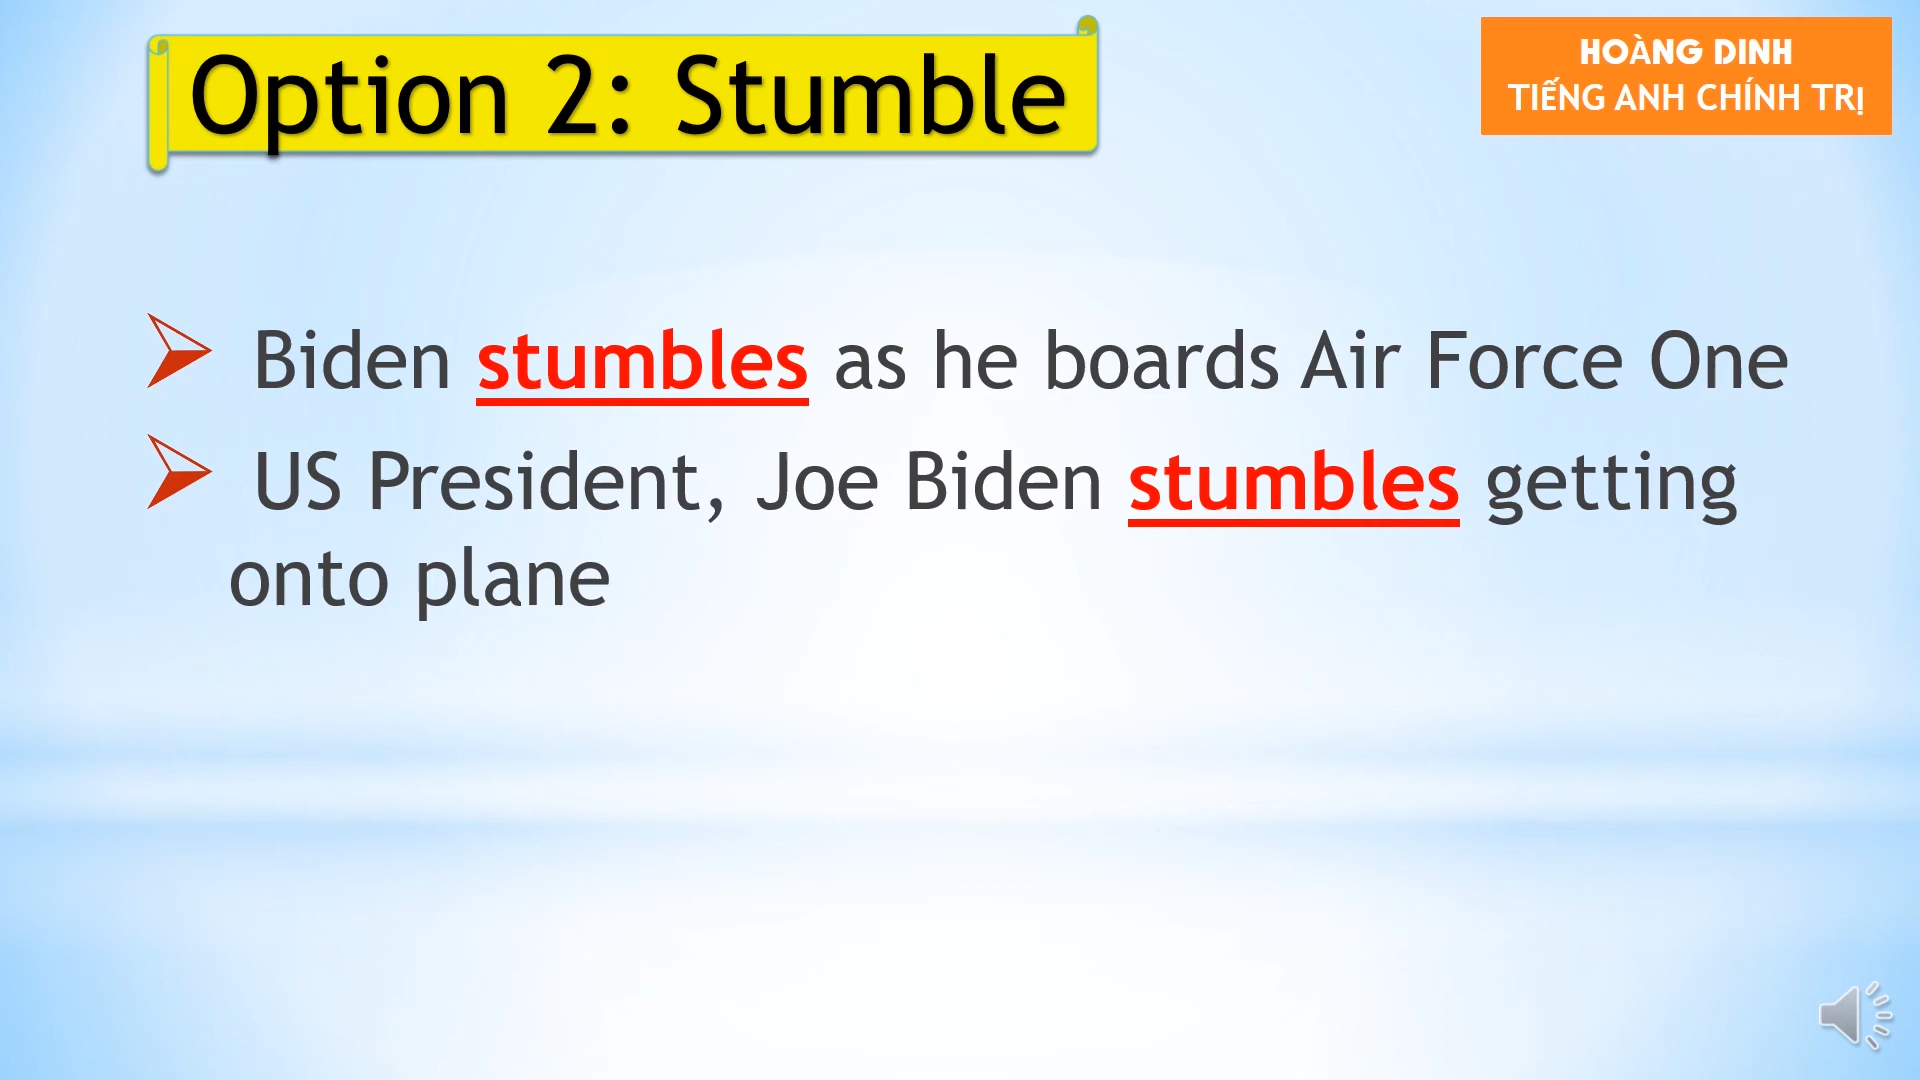 Option 2: Stumble
HOÀNG DINH
TIẾNG ANH CHÍNH TRỊ
Biden stumbles as he boards Air Force One
US President, Joe Biden stumbles getting
onto plane